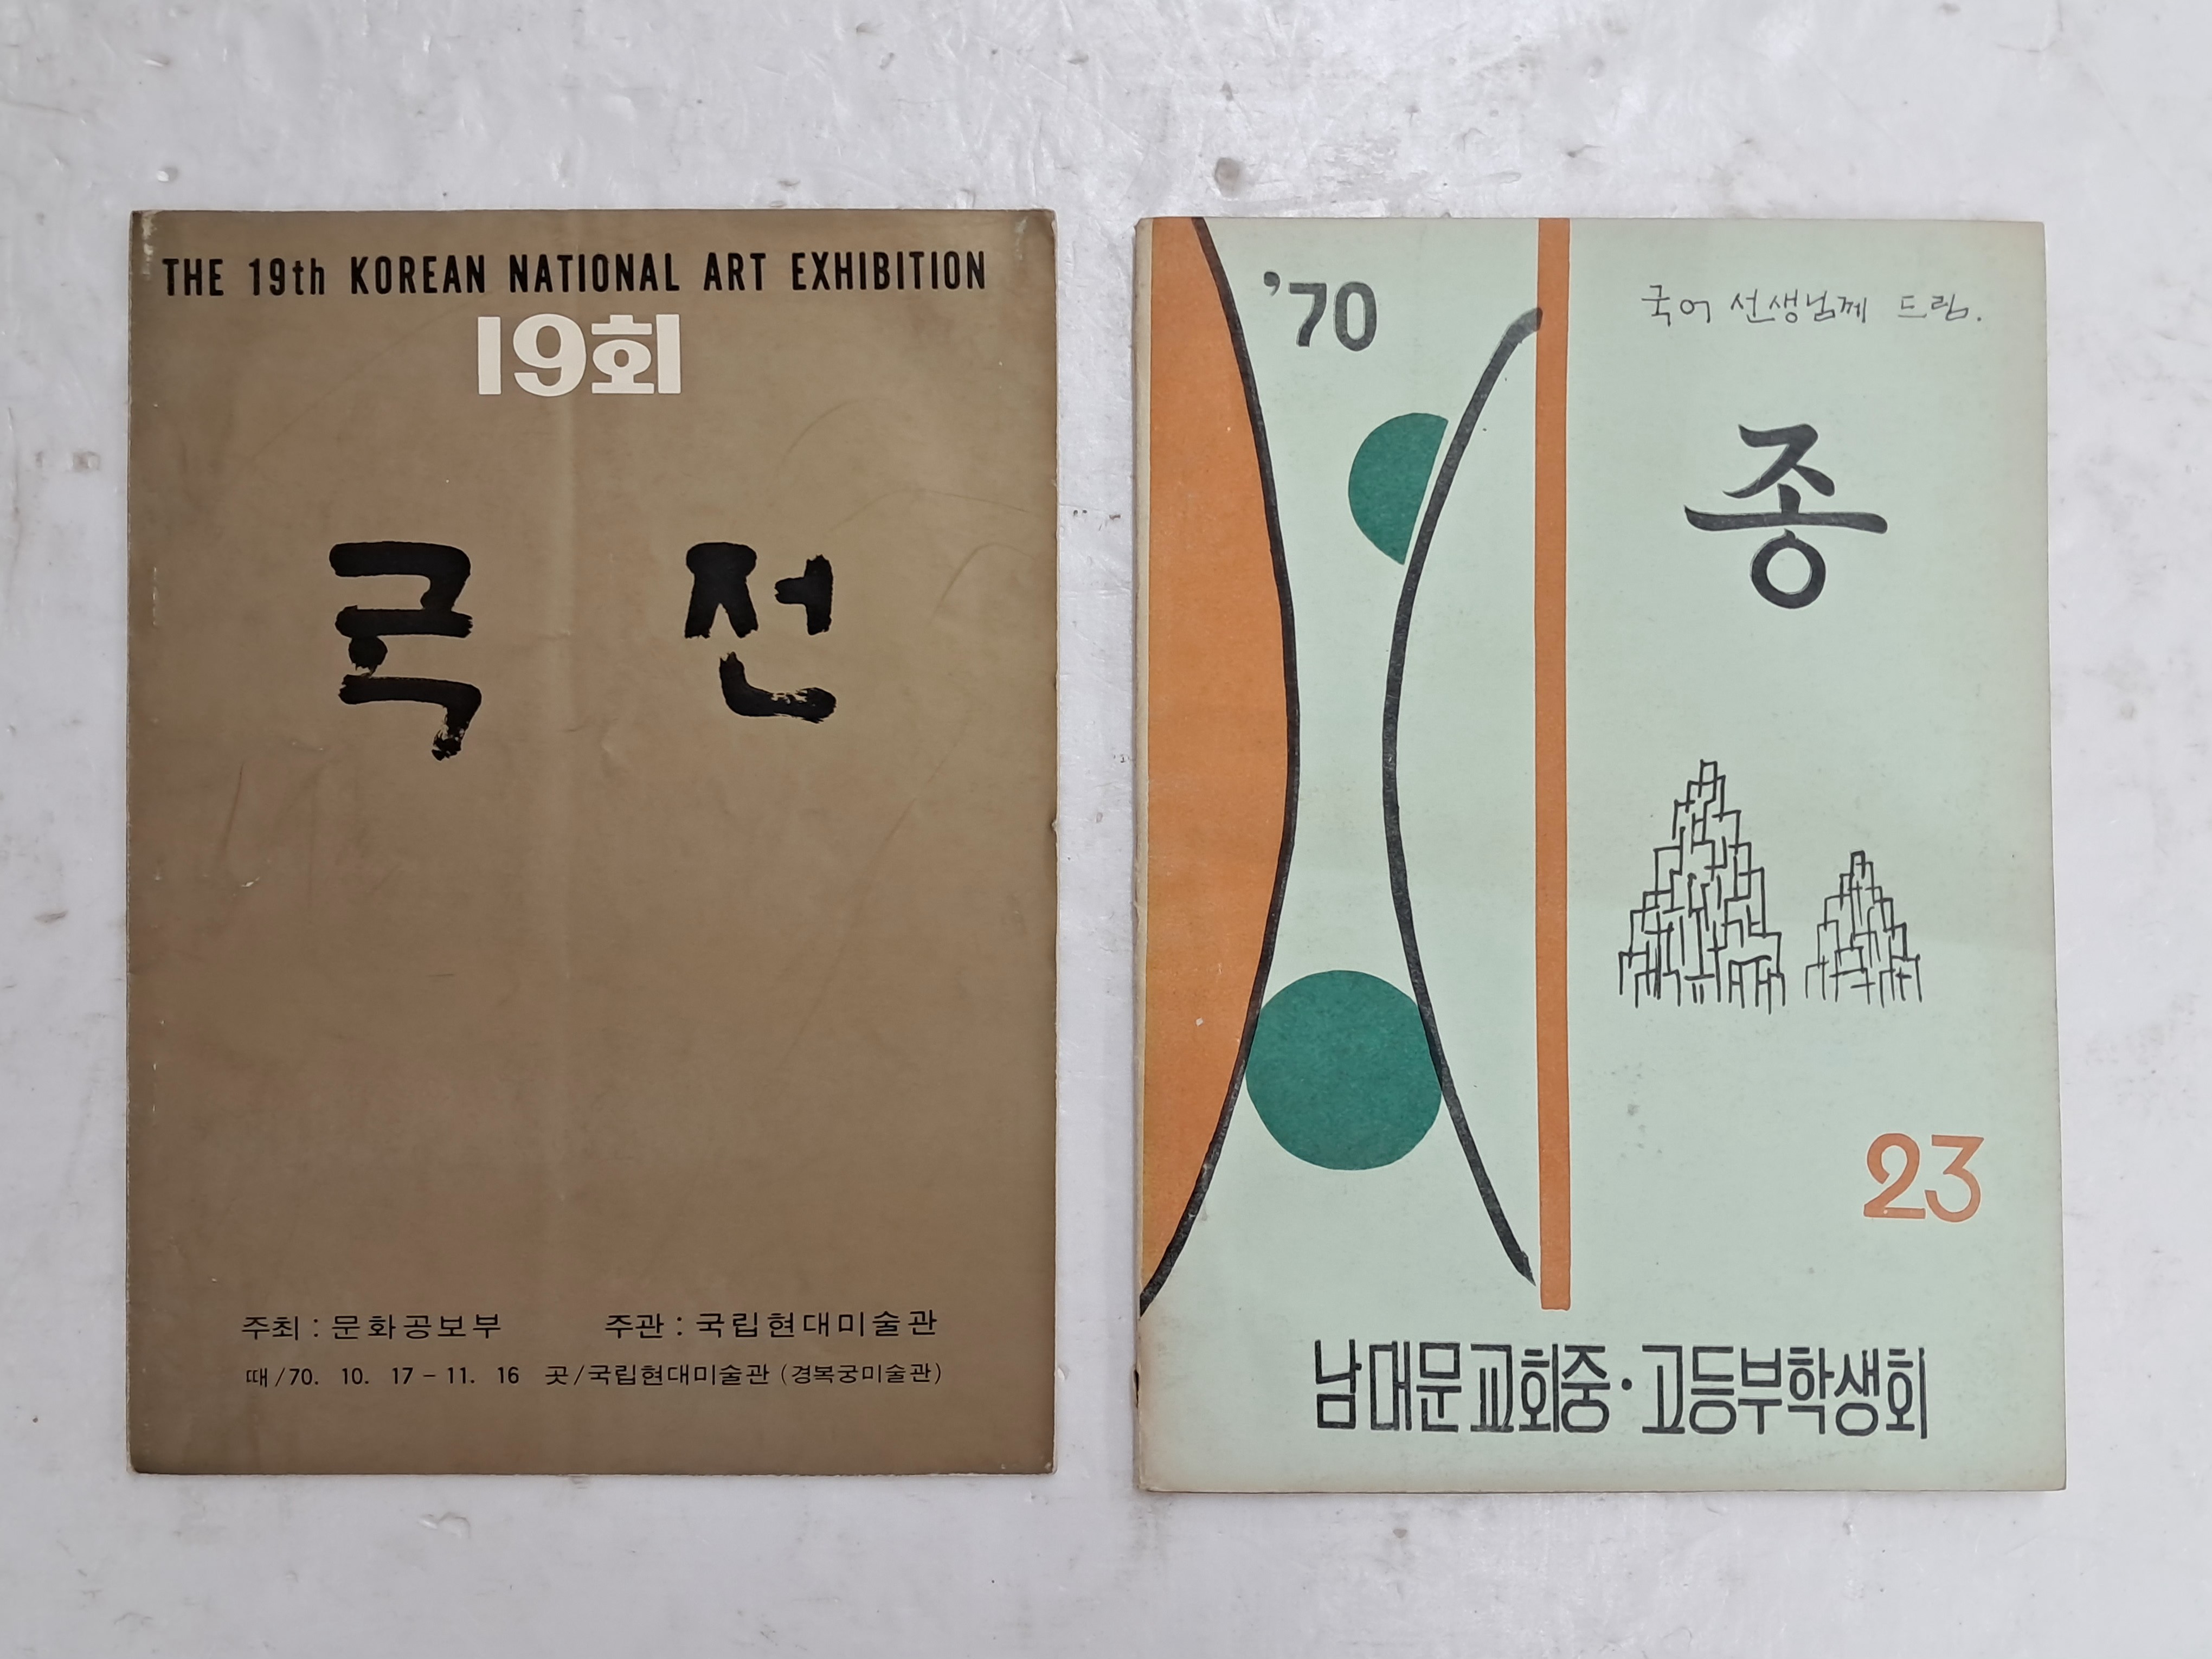 THE 19th KOREAN NATIONAL ART EXHIBITION
19회
국 전
주최 : 문화공보부 주관 : 국립현대미술관
때/70. 10. 17 - 11. 16 곳/국립현대미술관 (경복궁미술관)
'70
국어 선생님께 드림.
종
23
남대문교회중·고등부학생회